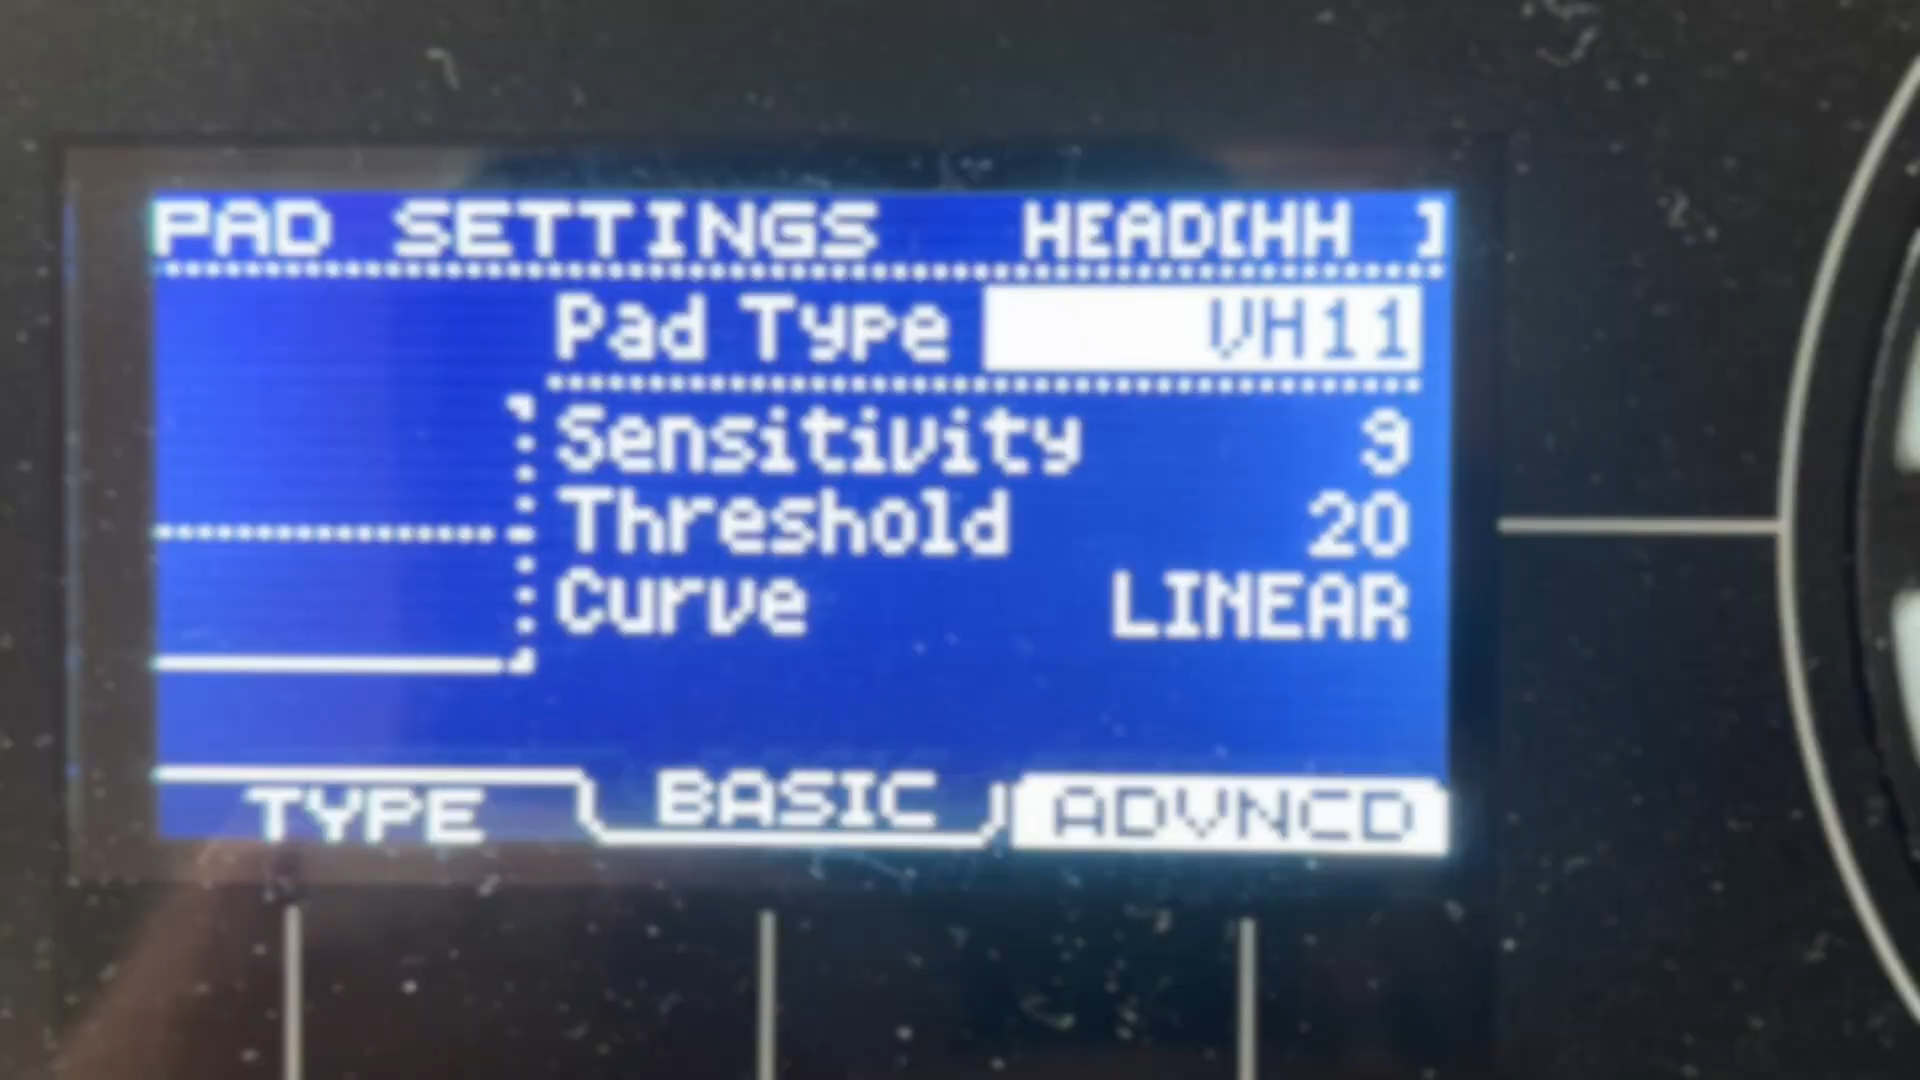 PAD SETTINGS HEAD[HH ]
Pad Type VH11
Sensitivity 9
Threshold 20
Curve LINEAR
TYPE BASIC ADVNCD